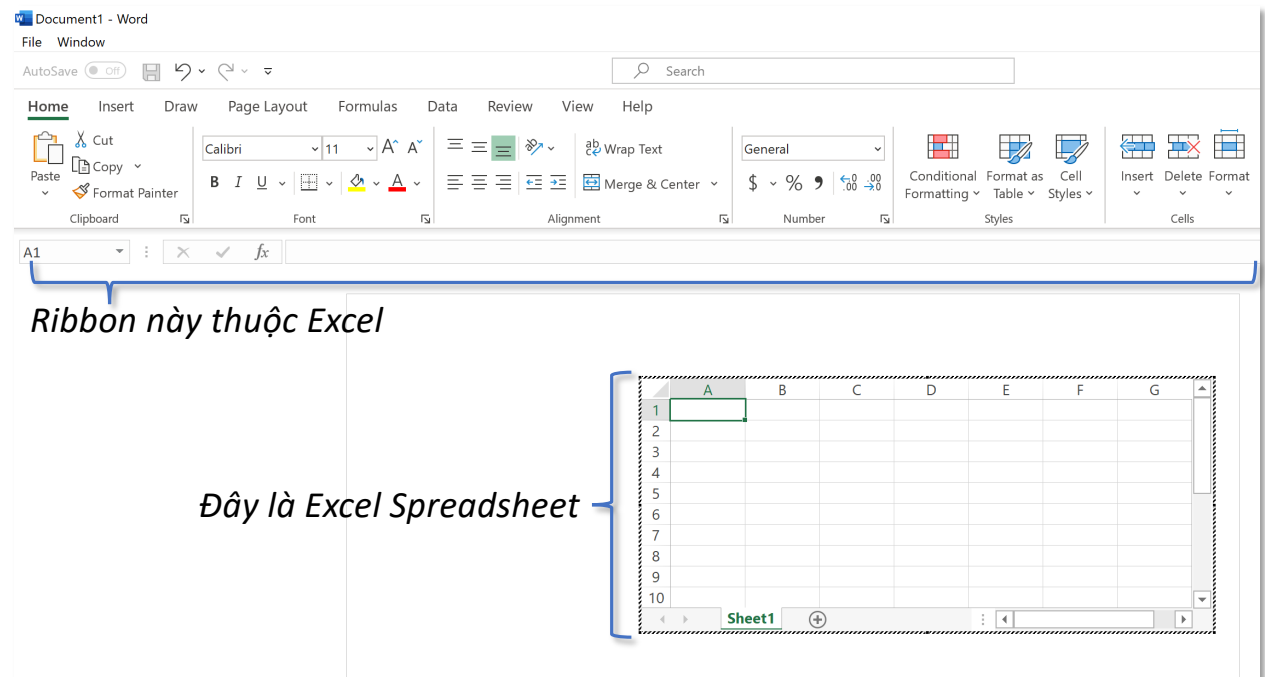 Document1 - Word
File Window
AutoSave Off Search
Home Insert Draw Page Layout Formulas Data Review View Help
Paste Cut
Copy
Format Painter
Clipboard
Calibri 11 A A
B I U A
Font
ab Wrap Text
Merge & Center
Alignment
General
$ % 9 .00 .00
Number
Conditional Formatting
Format as Table
Cell Styles
Styles
Insert Delete Format
Cells
A1 fx
Ribbon này thuộc Excel
A B C D E F G
1
2
3
4
Đây là Excel Spreadsheet
5
6
7
8
9
10
Sheet1